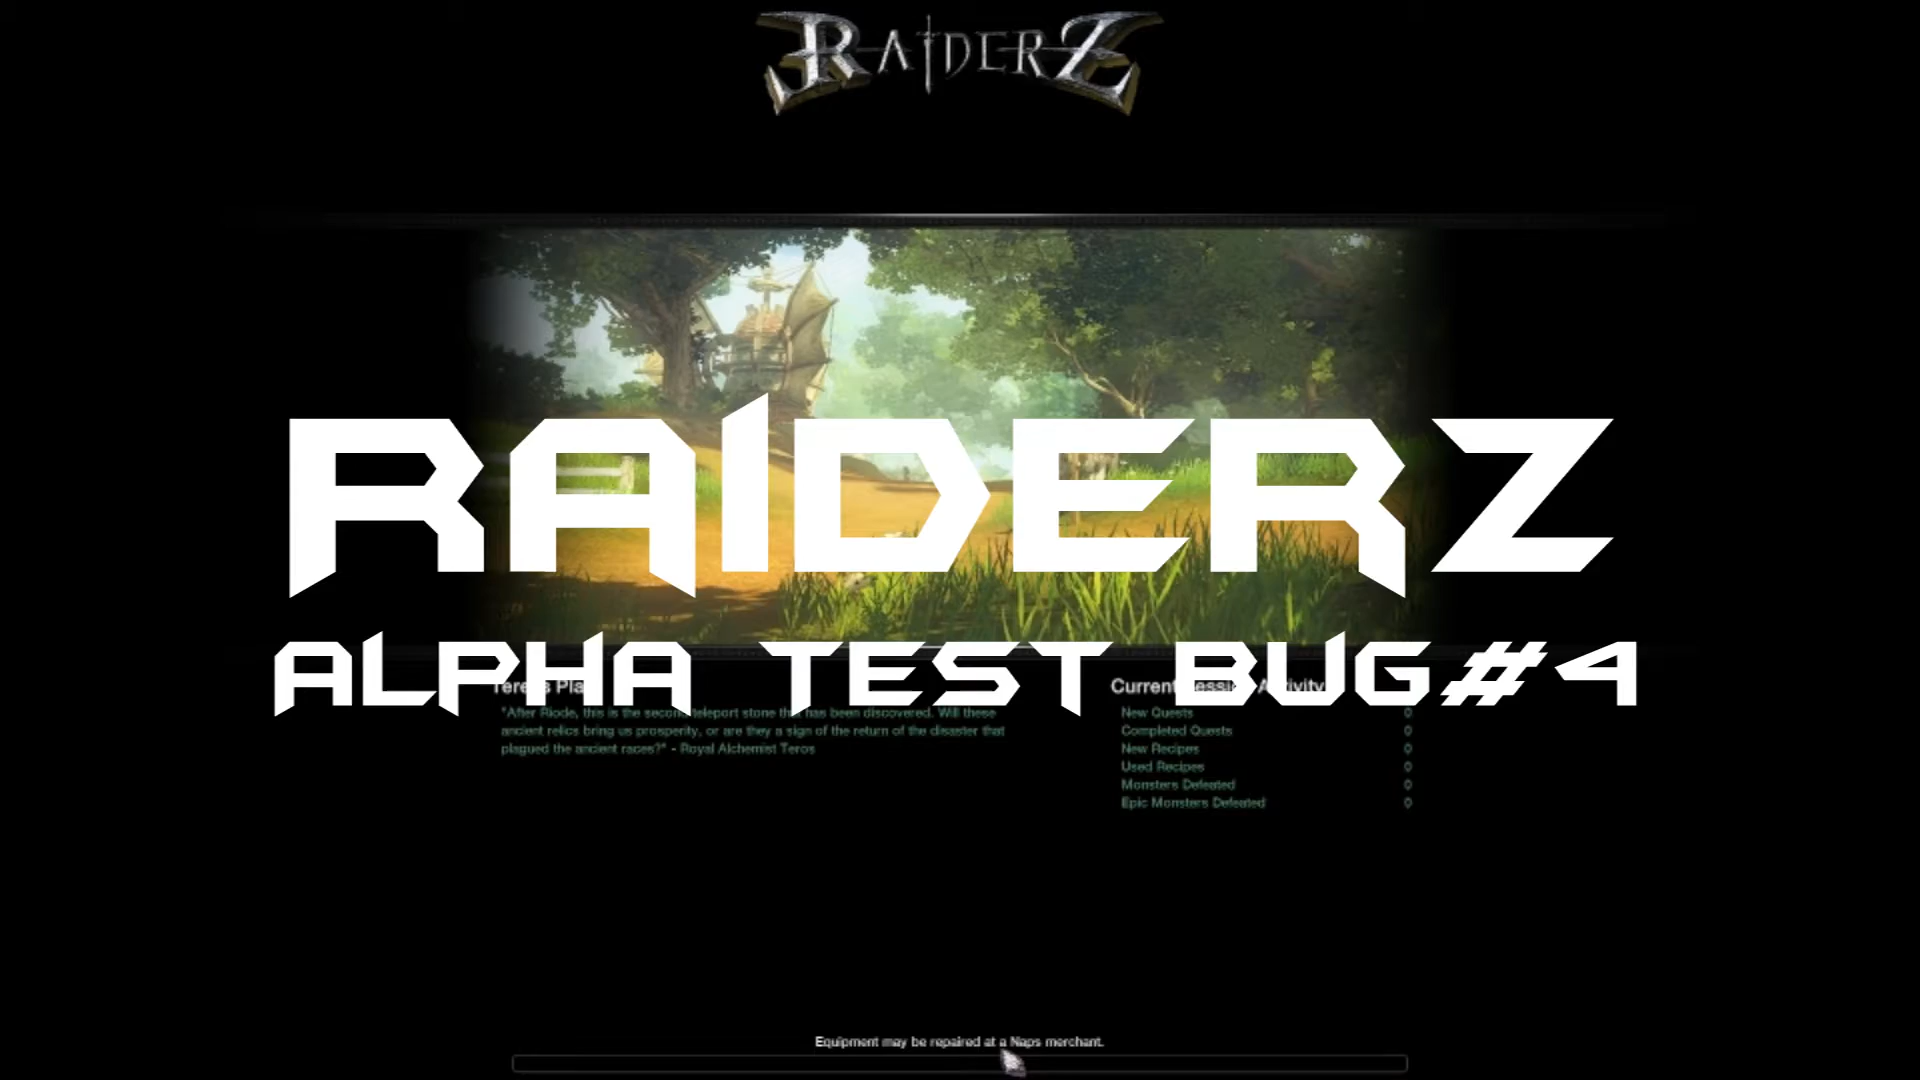 RAIDERZ
RAIDERZ
ALPHA TEST BUG#4
Current Session Activity
"After Riode, this is the second teleport stone that has been discovered. Will these
ancient relics bring us prosperity, or are they a sign of the return of the disaster that
plagued the ancient races?" - Royal Alchemist Teros
New Quests 0
Completed Quests 0
New Recipes 0
Used Recipes 0
Monsters Defeated 0
Epic Monsters Defeated 0
Equipment may be repaired at a Naps merchant.